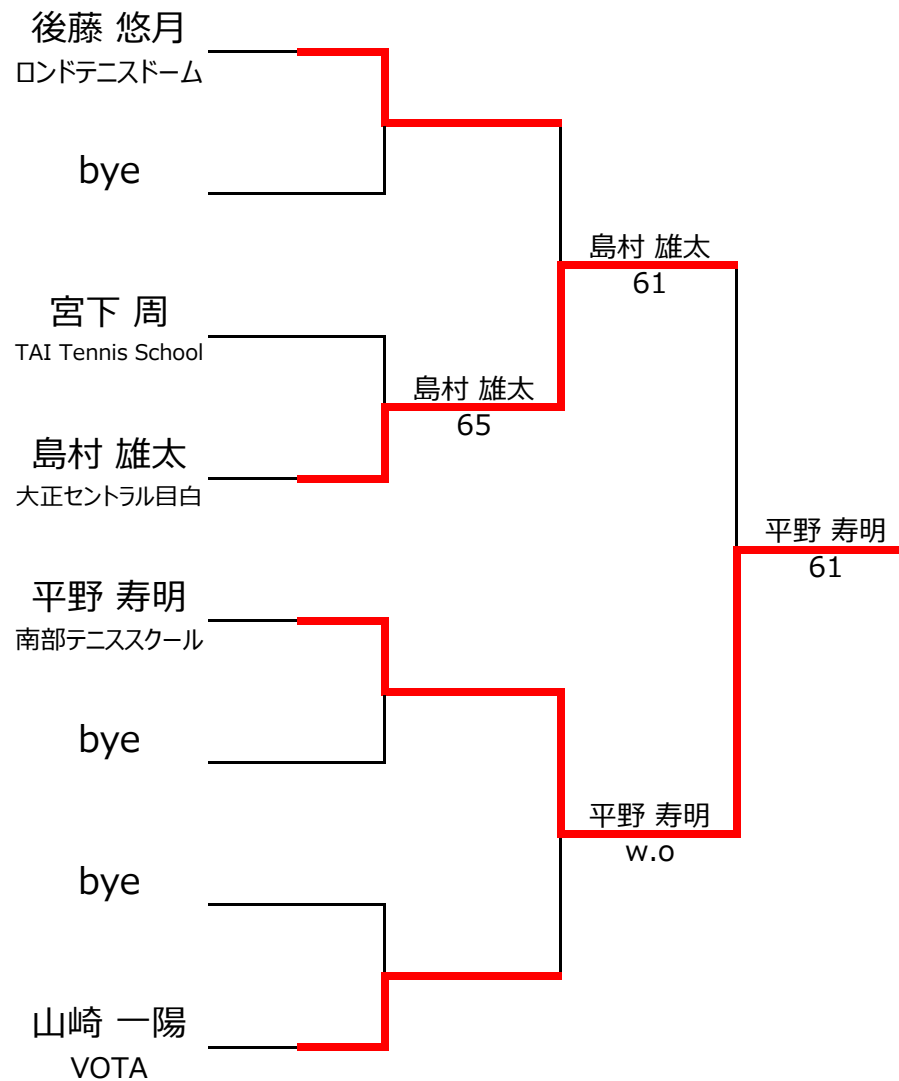 後藤 悠月
ロンドテニスドーム
bye
宮下 周
TAI Tennis School
島村 雄太
大正セントラル目白
平野 寿明
南部テニススクール
bye
bye
山崎 一陽
VOTA
島村 雄太
65
島村 雄太
61
平野 寿明
w.o
平野 寿明
61